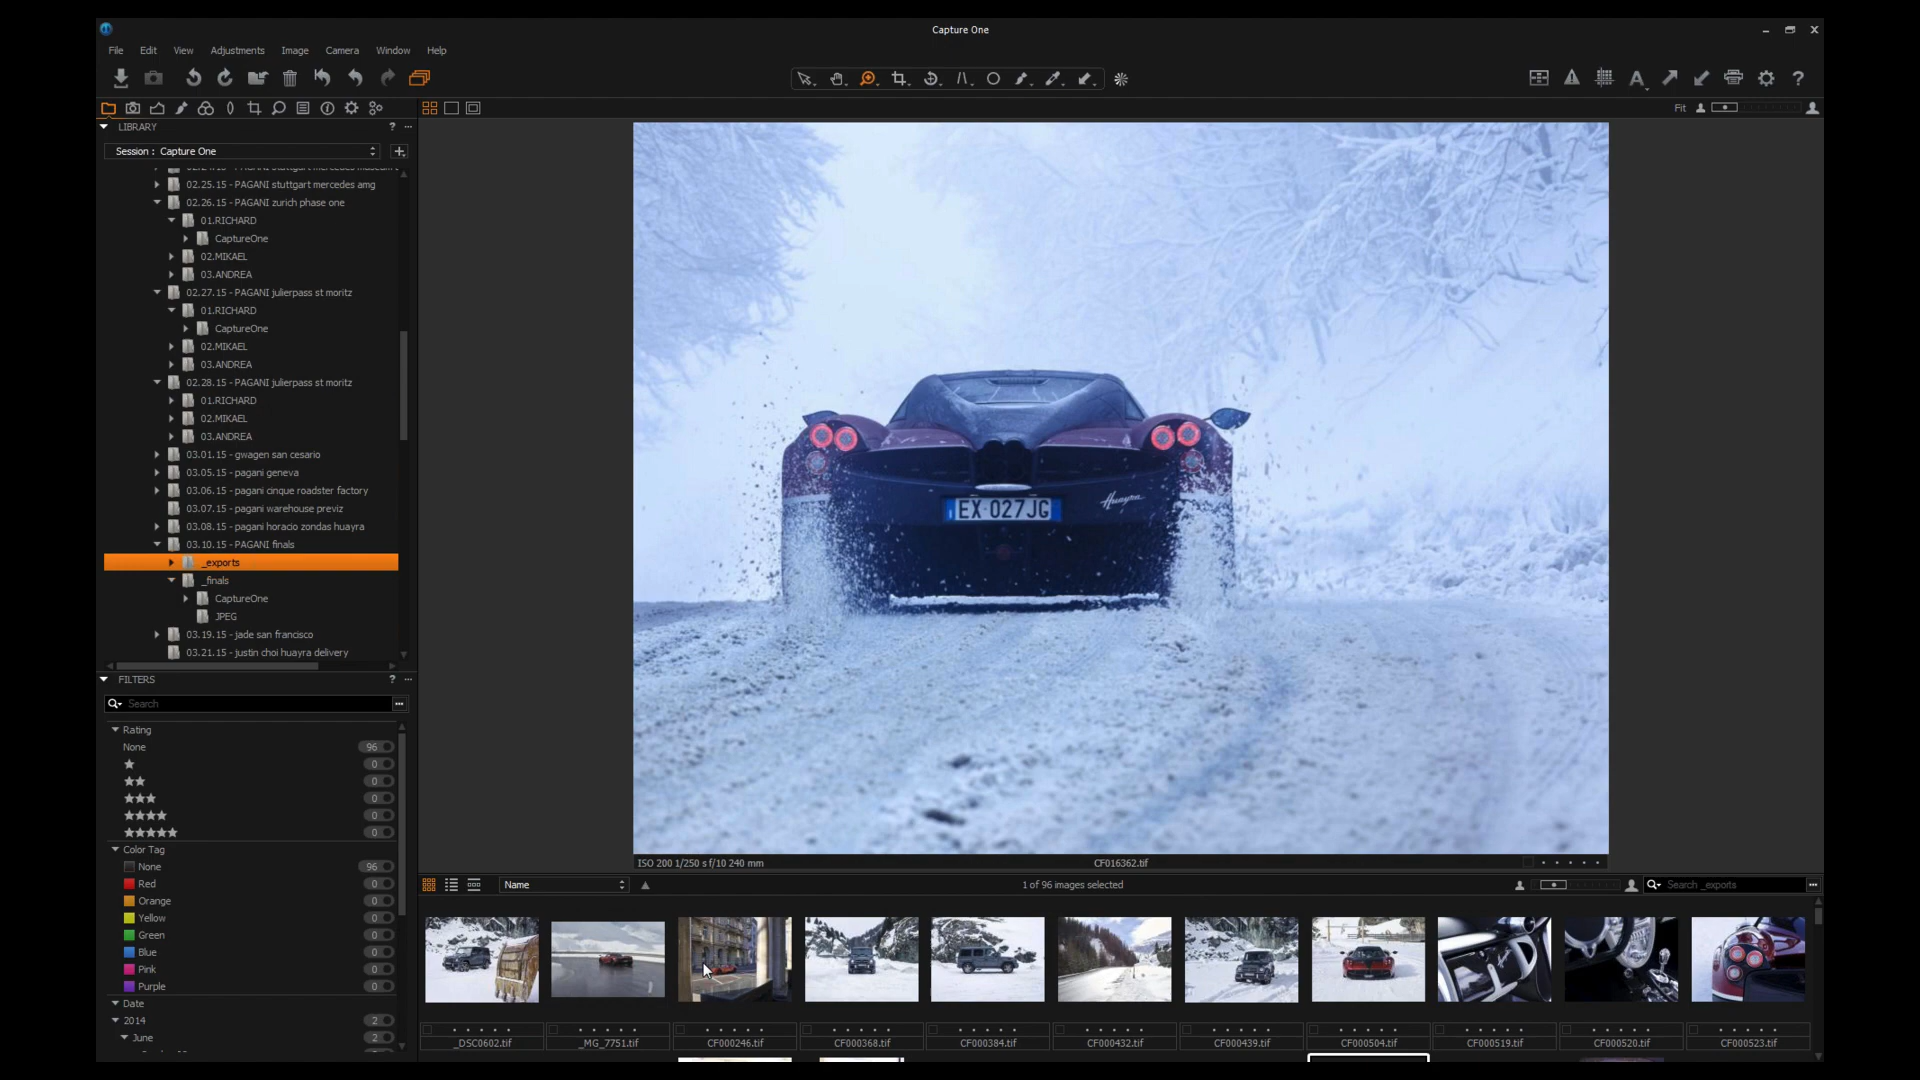 Capture One
File Edit View Adjustments Image Camera Window Help
Fit
LIBRARY
Session : Capture One
02.25.15 - PAGANI stuttgart mercedes amg
02.26.15 - PAGANI zurich phase one
01.RICHARD
CaptureOne
02.MIKAEL
03.ANDREA
02.27.15 - PAGANI julierpass st moritz
01.RICHARD
CaptureOne
02.MIKAEL
03.ANDREA
02.28.15 - PAGANI julierpass st moritz
01.RICHARD
02.MIKAEL
03.ANDREA
03.01.15 - gwagen san cesario
03.05.15 - pagani geneva
03.06.15 - pagani cinque roadster factory
03.07.15 - pagani warehouse previz
03.08.15 - pagani horacio zondas huayra
03.10.15 - PAGANI finals
_exports
_finals
CaptureOne
JPEG
03.19.15 - jade san francisco
03.21.15 - justin choi huayra delivery
FILTERS
Search
Rating
None 96
0
0
0
0
0
Color Tag
None 96
Red 0
Orange 0
Yellow 0
Green 0
Blue 0
Pink 0
Purple 0
Date
2014 2
June 2
Huayra
EX 027JG
ISO 200 1/250 s f/10 240 mm CF016362.tif
Name 1 of 96 images selected Search _exports
_DSC0602.tif _MG_7751.tif CF000246.tif CF000368.tif CF000384.tif CF000432.tif CF000439.tif CF000504.tif CF000519.tif CF000520.tif CF000523.tif